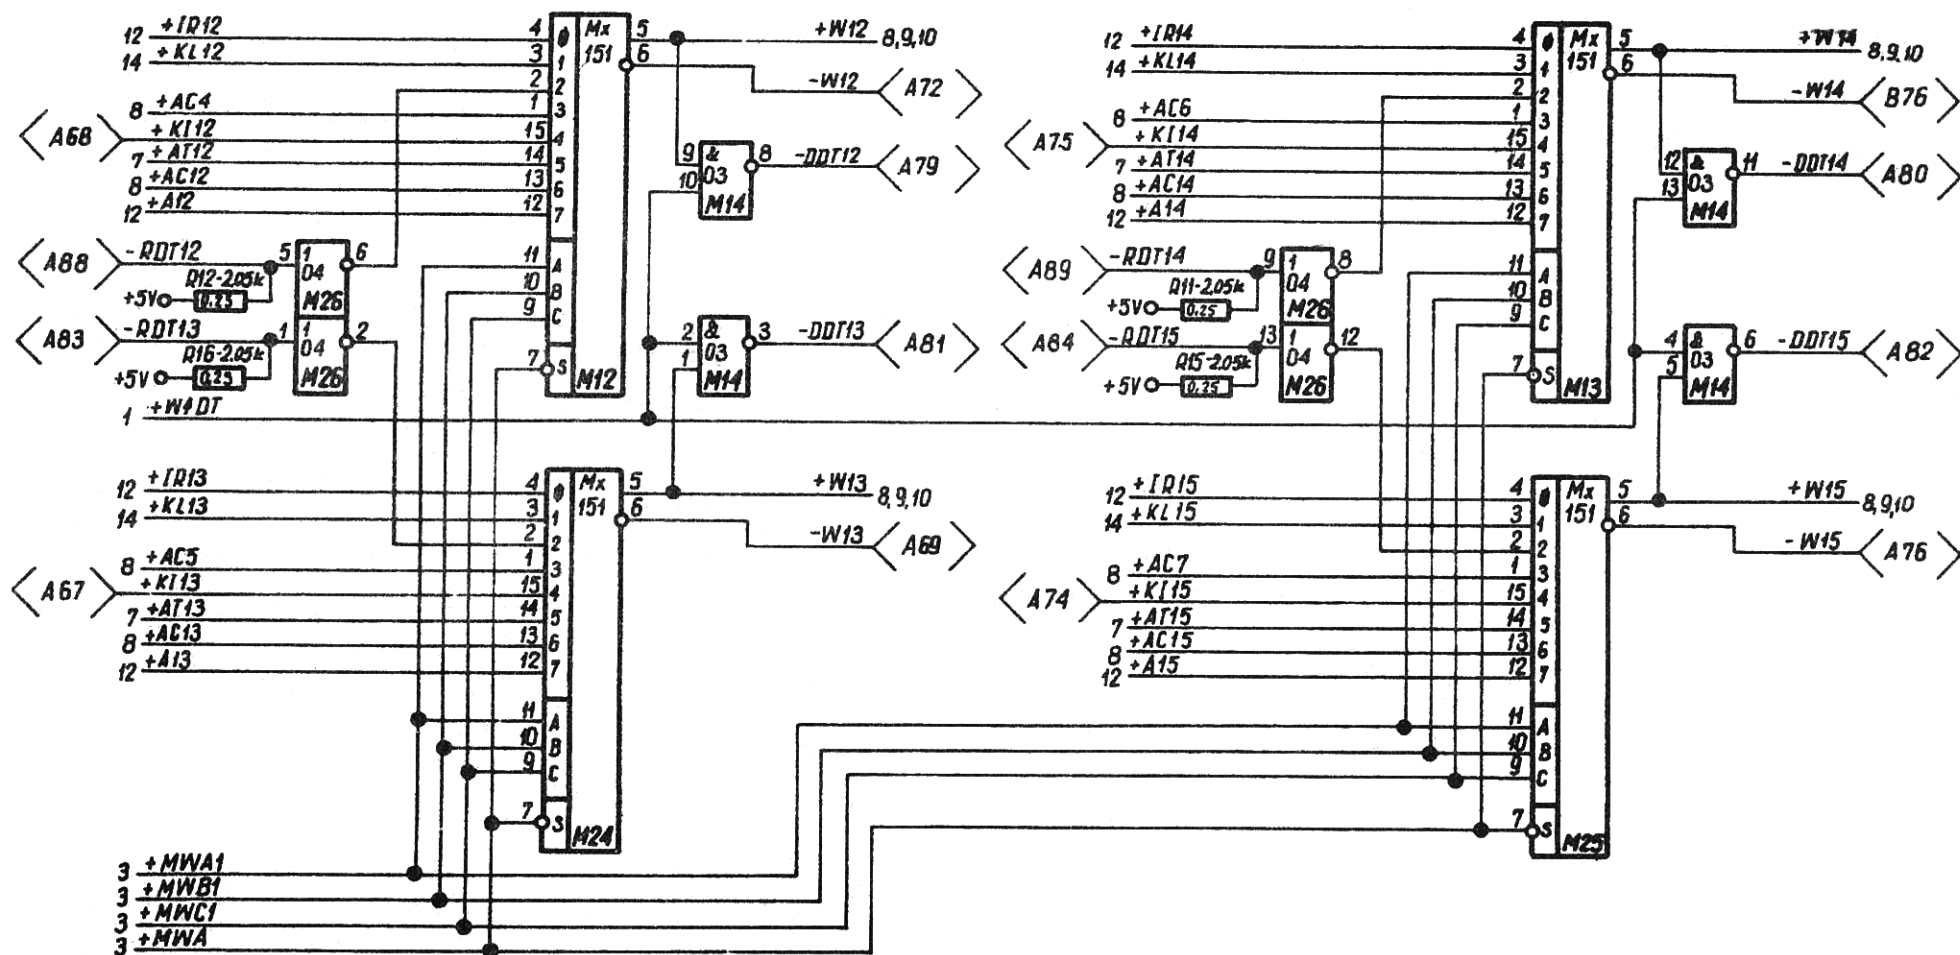 12 +IR12
14 +KL12
8 +AC4
<A68> +KI12
7 +AT12
8 +AC12
12 +A12
4 3 2 1 15 14 13 12
0 1 2 3 4 5 6 7
Mx
151
11 A
10 B
9 C
7 S
M12
5 +W12 8,9,10
6 -W12 <A72>
9 10 &
03
M14
8 -DDT12 <A79>
<A88> -RDT12
R12-2.05k
+5V 0.25
5 1
04
M26
6
<A83> -RDT13
R16-2.05k
+5V 0.25
1 1
04
M26
2
2 1 &
03
M14
3 -DDT13 <A81>
1 +W4DT
12 +IR13
14 +KL13
8 +AC5
<A67> +KI13
7 +AT13
8 +AC13
12 +A13
4 3 2 1 15 14 13 12
0 1 2 3 4 5 6 7
Mx
151
11 A
10 B
9 C
7 S
M24
5 +W13 8,9,10
6 -W13 <A69>
3 +MWA1
3 +MWB1
3 +MWC1
3 +MWA
12 +IR14
14 +KL14
8 +AC6
<A75> +KI14
7 +AT14
8 +AC14
12 +A14
4 3 2 1 15 14 13 12
0 1 2 3 4 5 6 7
Mx
151
11 A
10 B
9 C
7 S
M13
5 +W14 8,9,10
6 -W14 <B76>
12 13 &
03
M14
11 -DDT14 <A80>
<A89> -RDT14
R11-2.05k
+5V 0.25
9 1
04
M26
8
<A84> -RDT15
R15-2.05k
+5V 0.25
13 1
04
M26
12
4 5 &
03
M14
6 -DDT15 <A82>
12 +IR15
14 +KL15
8 +AC7
<A74> +KI15
7 +AT15
8 +AC15
12 +A15
4 3 2 1 15 14 13 12
0 1 2 3 4 5 6 7
Mx
151
11 A
10 B
9 C
7 S
M25
5 +W15 8,9,10
6 -W15 <A76>